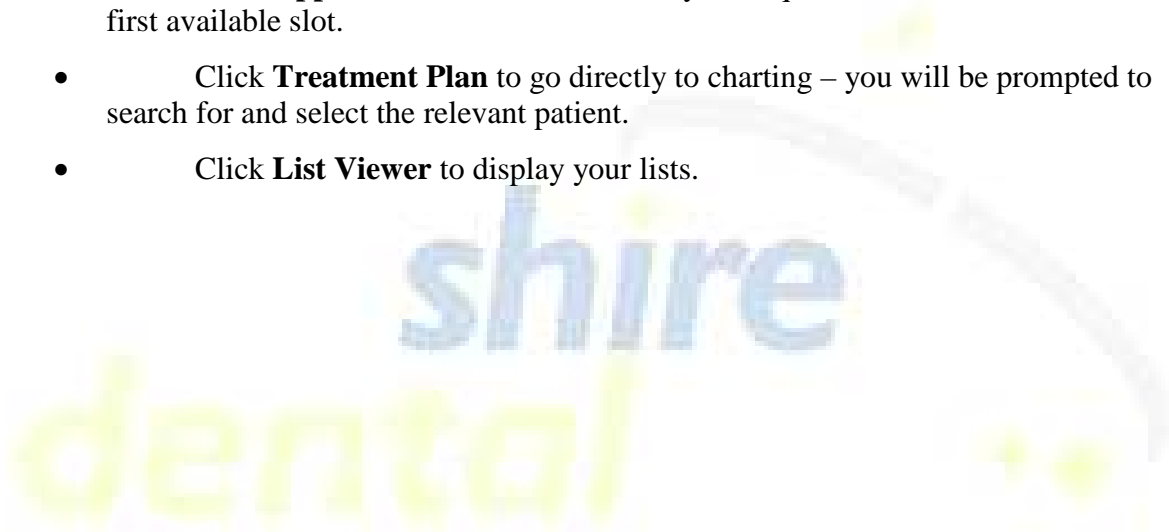 first available slot.
• Click Treatment Plan to go directly to charting – you will be prompted to
search for and select the relevant patient.
• Click List Viewer to display your lists.
shire
dental